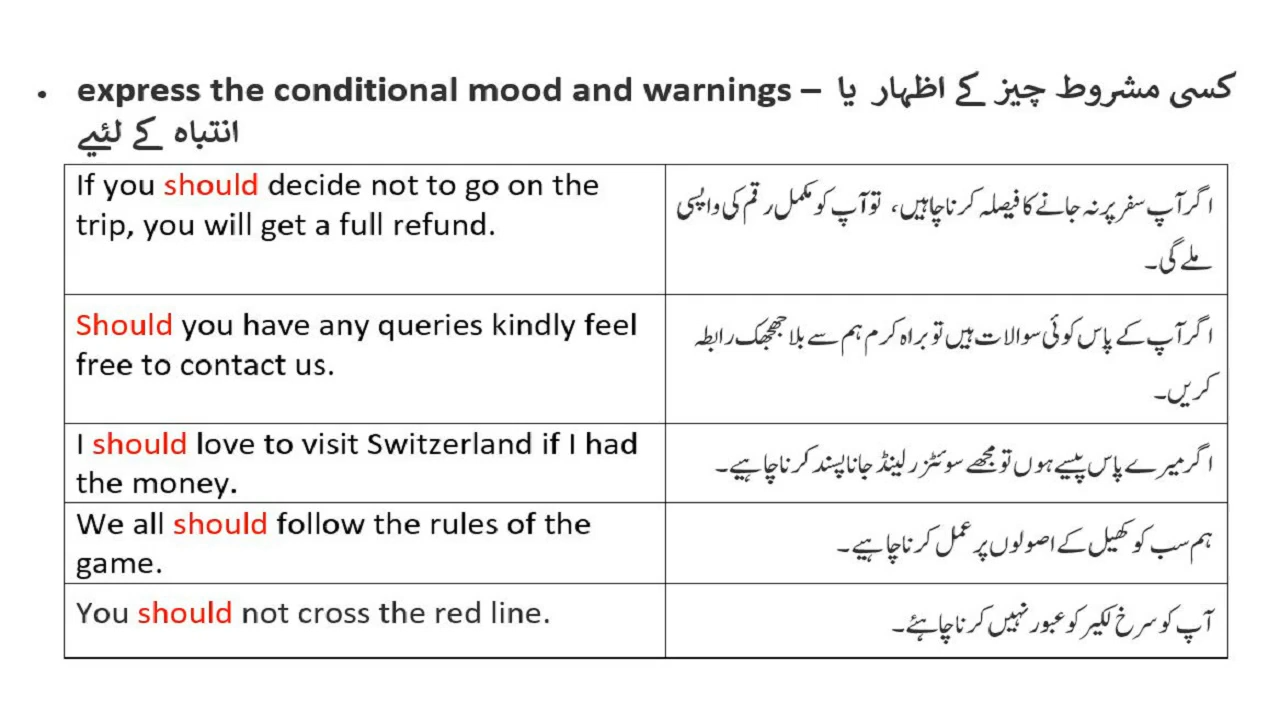 • express the conditional mood and warnings – کسی مشروط چیز کے اظہار یا
انتباہ کے لئیے
If you should decide not to go on the
trip, you will get a full refund.
اگر آپ سفر پر نہ جانے کا فیصلہ کرنا چاہیں، تو آپ کو مکمل رقم کی واپسی
ملے گی۔
Should you have any queries kindly feel
free to contact us.
اگر آپ کے پاس کوئی سوالات ہیں تو براہ کرم ہم سے بلا جھجھک رابطہ
کریں۔
I should love to visit Switzerland if I had
the money.
اگر میرے پاس پیسے ہوں تو مجھے سوئٹزرلینڈ جانا پسند کرنا چاہیے۔
We all should follow the rules of the
game.
ہم سب کو کھیل کے اصولوں پر عمل کرنا چاہیے۔
You should not cross the red line.
آپ کو سرخ لکیر کو عبور نہیں کرنا چاہئے۔